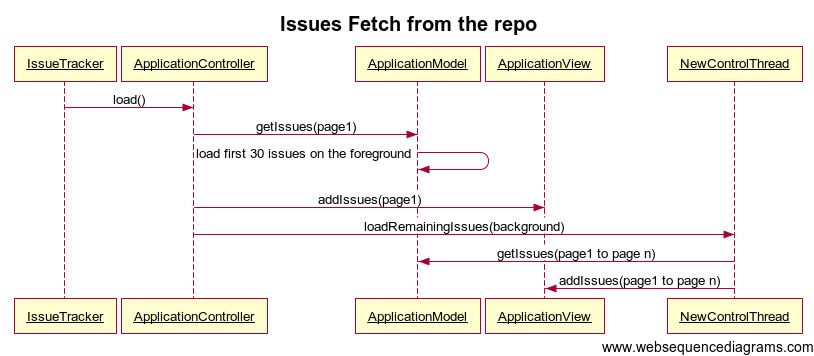 Issues Fetch from the repo
IssueTracker ApplicationController ApplicationModel ApplicationView NewControlThread
load()
getIssues(page1)
load first 30 issues on the foreground
addIssues(page1)
loadRemainingIssues(background)
getIssues(page1 to page n)
addIssues(page1 to page n)
IssueTracker ApplicationController ApplicationModel ApplicationView NewControlThread
www.websequencediagrams.com